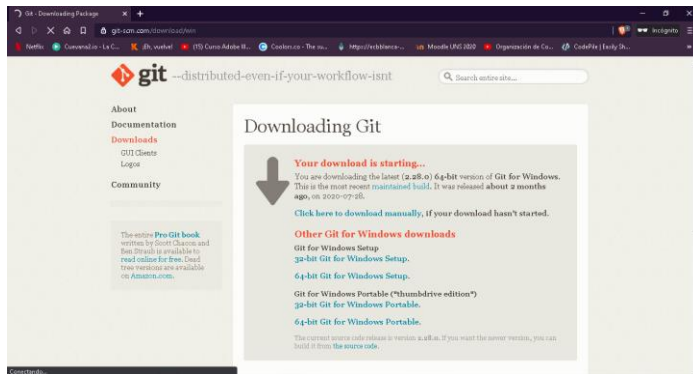 Git - Downloading Package
git-scm.com/download/win
Incógnito
Netflix
Cuevana2.io - La C...
¡Eh, vuelve!
(15) Curso Adobe Ill...
Coolors.co - The su...
Moodle UNS 2020
Organización de Co...
CodePile | Easily Sh...
git --distributed-even-if-your-workflow-isnt
Search entire site...
About
Documentation
Downloads
GUI Clients
Logos
Community
The entire Pro Git book
written by Scott Chacon and
Ben Straub is available to
read online for free. Dead
tree versions are available
on Amazon.com.
Downloading Git
Your download is starting...
You are downloading the latest (2.28.0) 64-bit version of Git for Windows.
This is the most recent maintained build. It was released about 2 months
ago, on 2020-07-28.
Click here to download manually, if your download hasn't started.
Other Git for Windows downloads
Git for Windows Setup
32-bit Git for Windows Setup.
64-bit Git for Windows Setup.
Git for Windows Portable ("thumbdrive edition")
32-bit Git for Windows Portable.
64-bit Git for Windows Portable.
The current source code release is version 2.28.0. If you want the newer version, you can
build it from the source code.
Conectando...